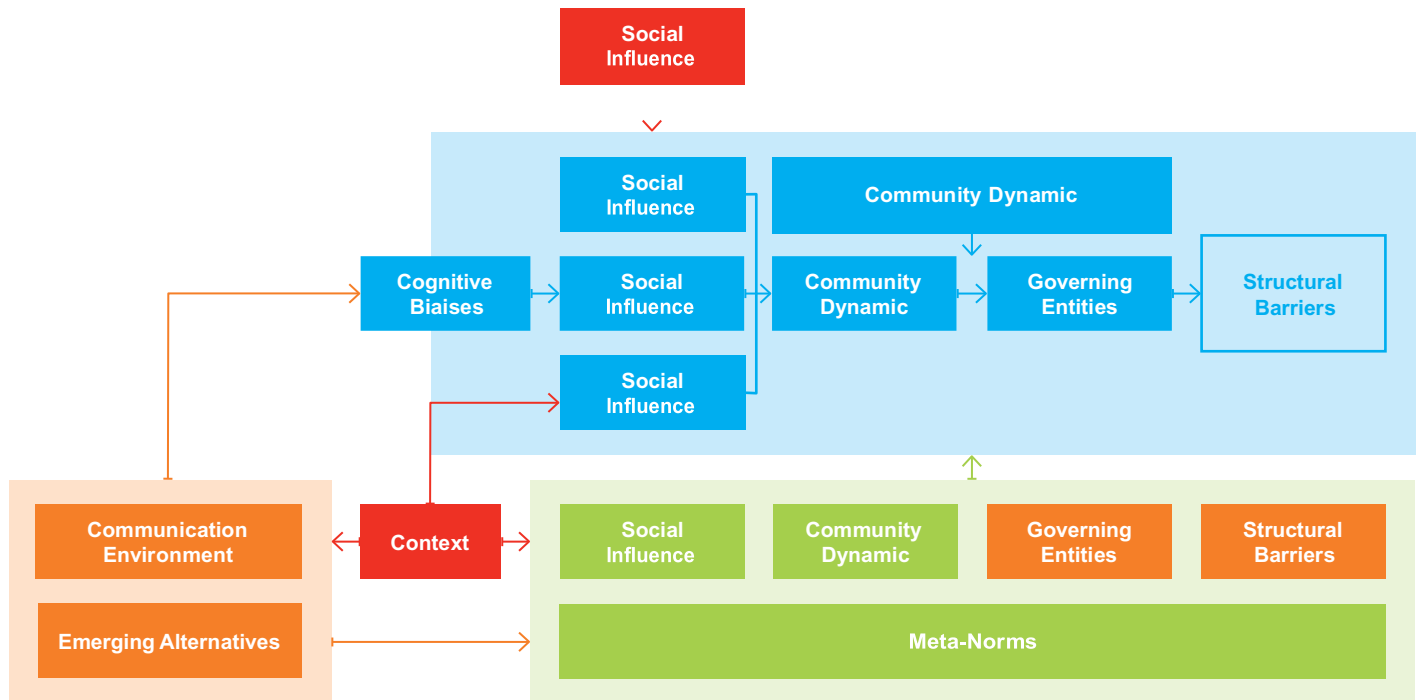 Social
Influence
Social
Influence
Community Dynamic
Cognitive
Biaises
Social
Influence
Community
Dynamic
Governing
Entities
Structural
Barriers
Social
Influence
Communication
Environment
Context
Social
Influence
Community
Dynamic
Governing
Entities
Structural
Barriers
Emerging Alternatives
Meta-Norms